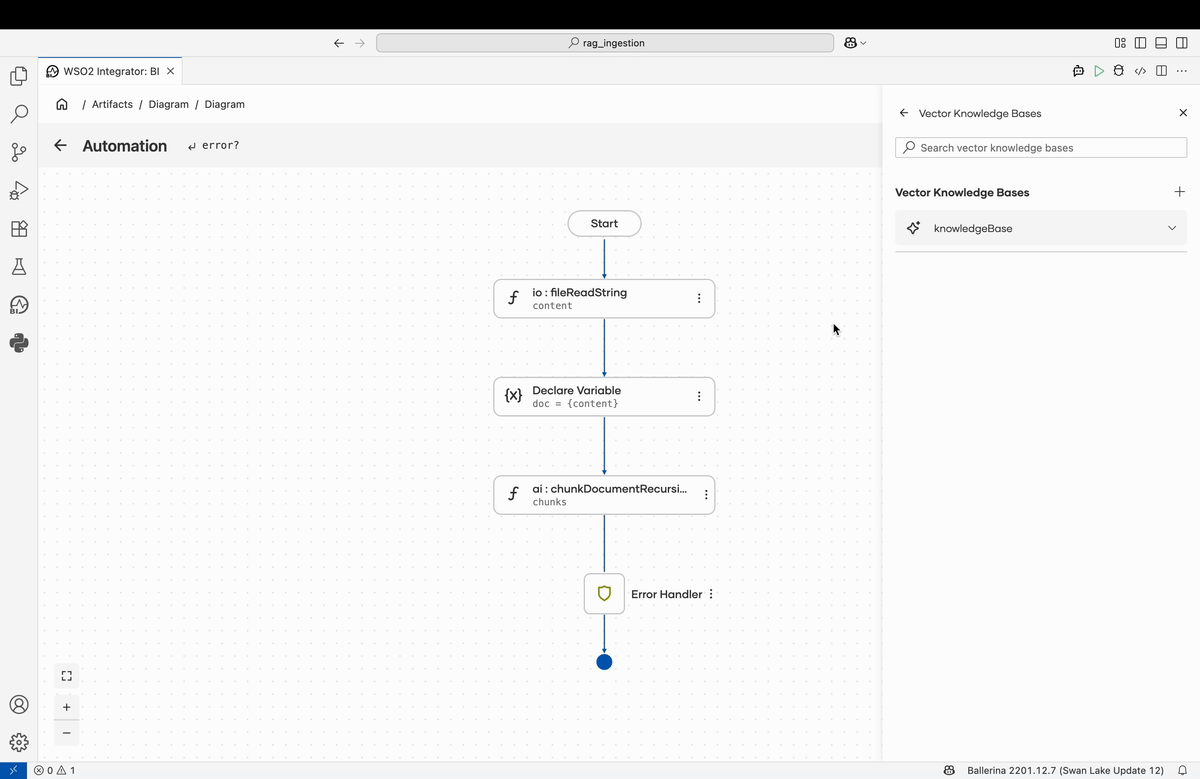 rag_ingestion
WSO2 Integrator: BI
/ Artifacts / Diagram / Diagram
Automation
error?
Start
io : fileReadString
content
{x}
Declare Variable
doc = {content}
ai : chunkDocumentRecursi...
chunks
Error Handler
Vector Knowledge Bases
Search vector knowledge bases
Vector Knowledge Bases
knowledgeBase
0
1
Ballerina 2201.12.7 (Swan Lake Update 12)